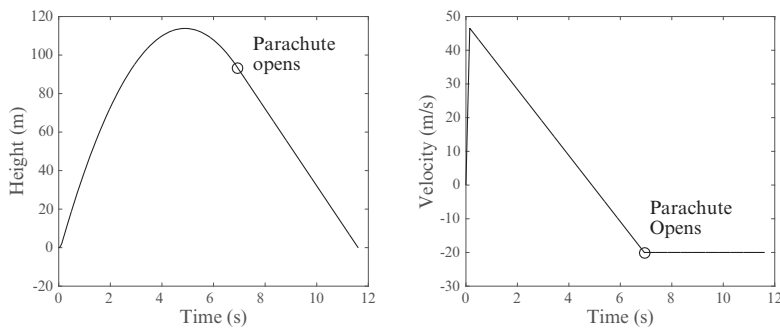 120
100
80
60
40
20
0
-20
Height (m)
Parachute
opens
0 2 4 6 8 10 12
Time (s)
50
40
30
20
10
0
-10
-20
-30
Velocity (m/s)
Parachute
Opens
0 2 4 6 8 10 12
Time (s)